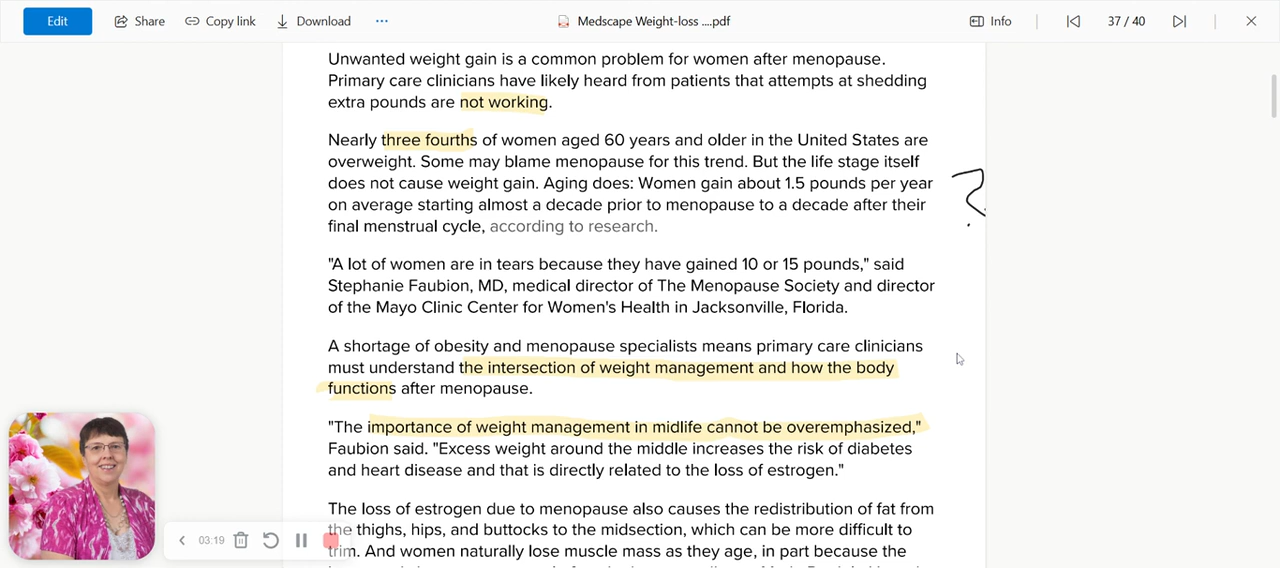 Edit Share Copy link Download ... Medscape Weight-loss ....pdf Info 37 / 40
Unwanted weight gain is a common problem for women after menopause.
Primary care clinicians have likely heard from patients that attempts at shedding
extra pounds are not working.
Nearly three fourths of women aged 60 years and older in the United States are
overweight. Some may blame menopause for this trend. But the life stage itself
does not cause weight gain. Aging does: Women gain about 1.5 pounds per year
on average starting almost a decade prior to menopause to a decade after their
final menstrual cycle, according to research.
?
"A lot of women are in tears because they have gained 10 or 15 pounds," said
Stephanie Faubion, MD, medical director of The Menopause Society and director
of the Mayo Clinic Center for Women's Health in Jacksonville, Florida.
A shortage of obesity and menopause specialists means primary care clinicians
must understand the intersection of weight management and how the body
functions after menopause.
"The importance of weight management in midlife cannot be overemphasized,"
Faubion said. "Excess weight around the middle increases the risk of diabetes
and heart disease and that is directly related to the loss of estrogen."
The loss of estrogen due to menopause also causes the redistribution of fat from
the thighs, hips, and buttocks to the midsection, which can be more difficult to
trim. And women naturally lose muscle mass as they age, in part because the
03:19